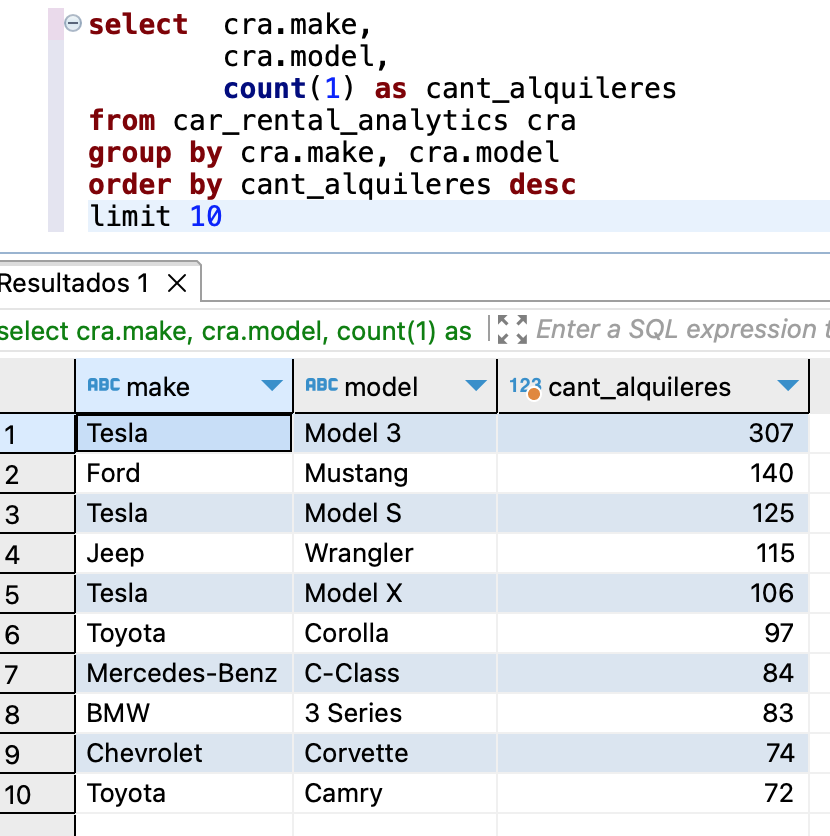 select  cra.make,
cra.model,
count(1) as cant_alquileres
from car_rental_analytics cra
group by cra.make, cra.model
order by cant_alquileres desc
limit 10
Resultados 1 ×
select cra.make, cra.model, count(1) as Enter a SQL expression
ABC make ABC model 123 cant_alquileres
1 Tesla Model 3 307
2 Ford Mustang 140
3 Tesla Model S 125
4 Jeep Wrangler 115
5 Tesla Model X 106
6 Toyota Corolla 97
7 Mercedes-Benz C-Class 84
8 BMW 3 Series 83
9 Chevrolet Corvette 74
10 Toyota Camry 72